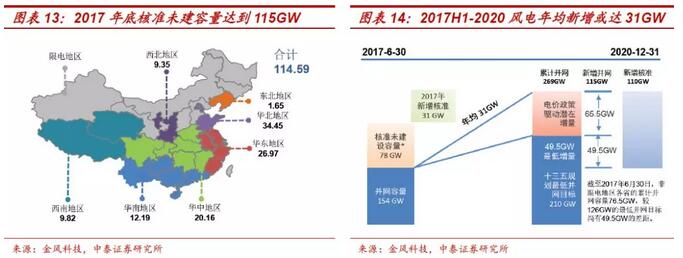 图表 13：2017 年底核准未建容量达到 115GW
限电地区
西北地区
9.35
合计
114.59
东北地区
1.65
华北地区
34.45
华东地区
26.97
西南地区
9.82
华南地区
12.19
华中地区
20.16
来源：金风科技，中泰证券研究所
图表 14：2017H1-2020 风电年均新增或达 31GW
2017-6-30
2020-12-31
累计并网
269GW
新增并网
115GW
新增核准
110GW
2017年
新增核准
31 GW
年均 31GW
核准未建
设容量*
78 GW
并网容量
154 GW
电价政策
驱动潜在
增量
49.5GW
最低增量
十三五规
划最低并
网目标
210 GW
65.5GW
49.5GW
截至2017年6月30日，非
限电地区各省的累计并
网容量76.5GW，较
126GW的最低并网目标
尚有49.5GW的差距。
来源：金风科技，中泰证券研究所